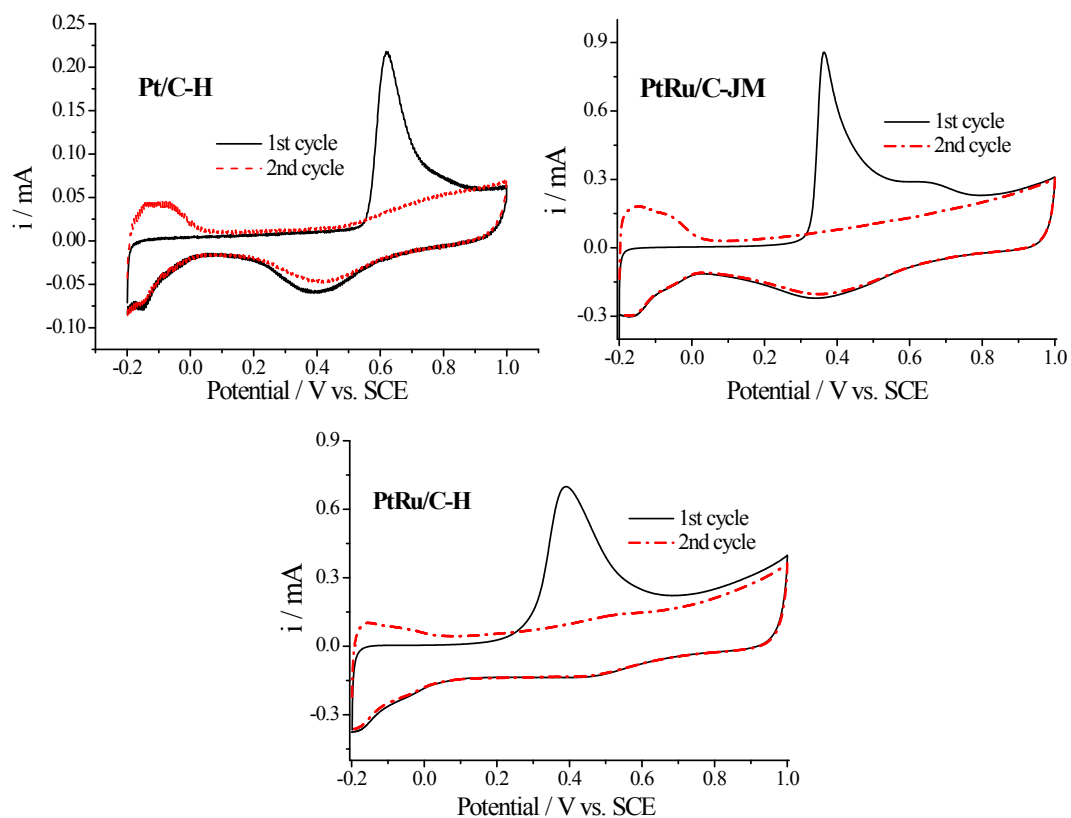 Pt/C-H
1st cycle
2nd cycle
i / mA
0.25
0.20
0.15
0.10
0.05
0.00
-0.05
-0.10
-0.2 0.0 0.2 0.4 0.6 0.8 1.0
Potential / V vs. SCE
PtRu/C-JM
1st cycle
2nd cycle
i / mA
0.9
0.6
0.3
0.0
-0.3
-0.2 0.0 0.2 0.4 0.6 0.8 1.0
Potential / V vs. SCE
PtRu/C-H
1st cycle
2nd cycle
i / mA
0.9
0.6
0.3
0.0
-0.3
-0.2 0.0 0.2 0.4 0.6 0.8 1.0
Potential / V vs. SCE